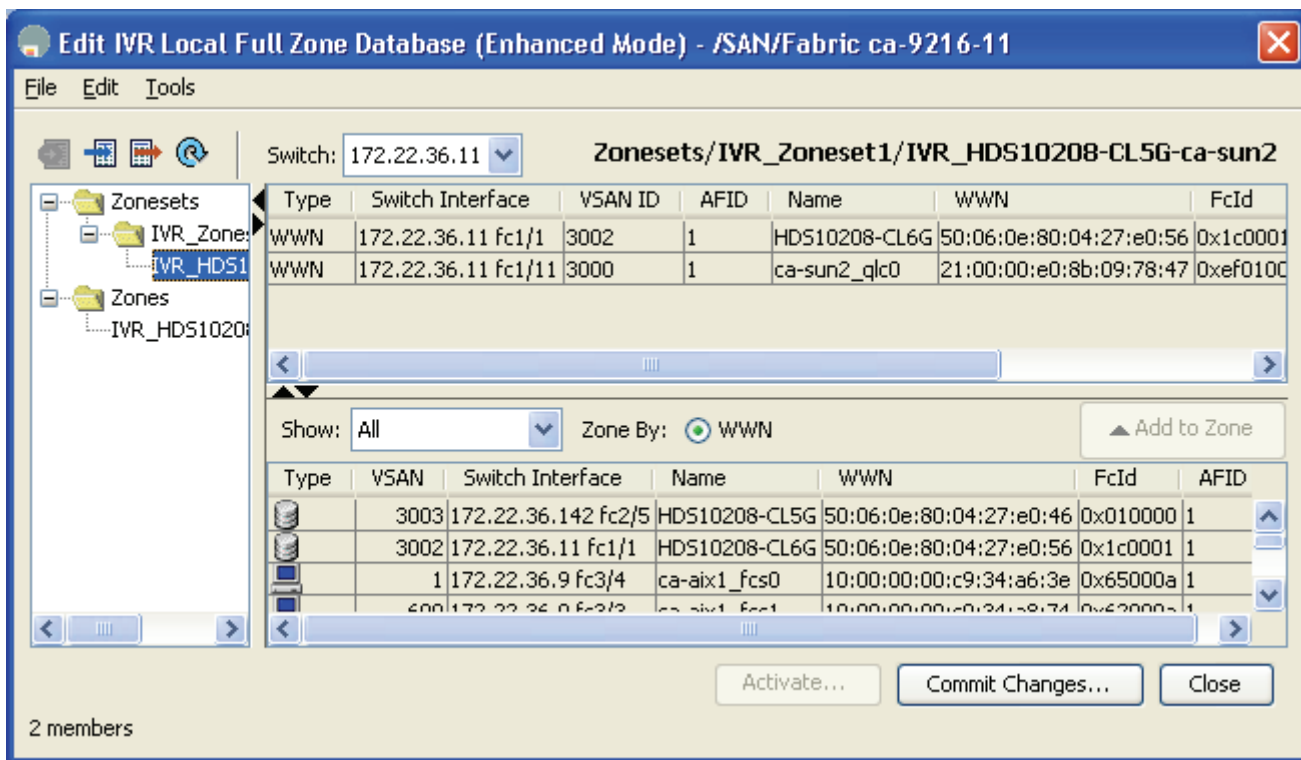 Edit IVR Local Full Zone Database (Enhanced Mode) - /SAN/Fabric ca-9216-11
File Edit Tools
Switch: 172.22.36.11 Zonesets/IVR_Zoneset1/IVR_HDS10208-CL5G-ca-sun2
Zonesets
IVR_Zone
IVR_HDS1
Zones
IVR_HDS1020
Type Switch Interface VSAN ID AFID Name WWN FcId
WWN 172.22.36.11 fc1/1 3002 1 HDS10208-CL6G 50:06:0e:80:04:27:e0:56 0x1c0001
WWN 172.22.36.11 fc1/11 3000 1 ca-sun2_qlc0 21:00:00:e0:8b:09:78:47 0xef0100
Show: All Zone By: WWN Add to Zone
Type VSAN Switch Interface Name WWN FcId AFID
3003 172.22.36.142 fc2/5 HDS10208-CL5G 50:06:0e:80:04:27:e0:46 0x010000 1
3002 172.22.36.11 fc1/1 HDS10208-CL6G 50:06:0e:80:04:27:e0:56 0x1c0001 1
1 172.22.36.9 fc3/4 ca-aix1_fcs0 10:00:00:00:c9:34:a6:3e 0x65000a 1
Activate... Commit Changes... Close
2 members